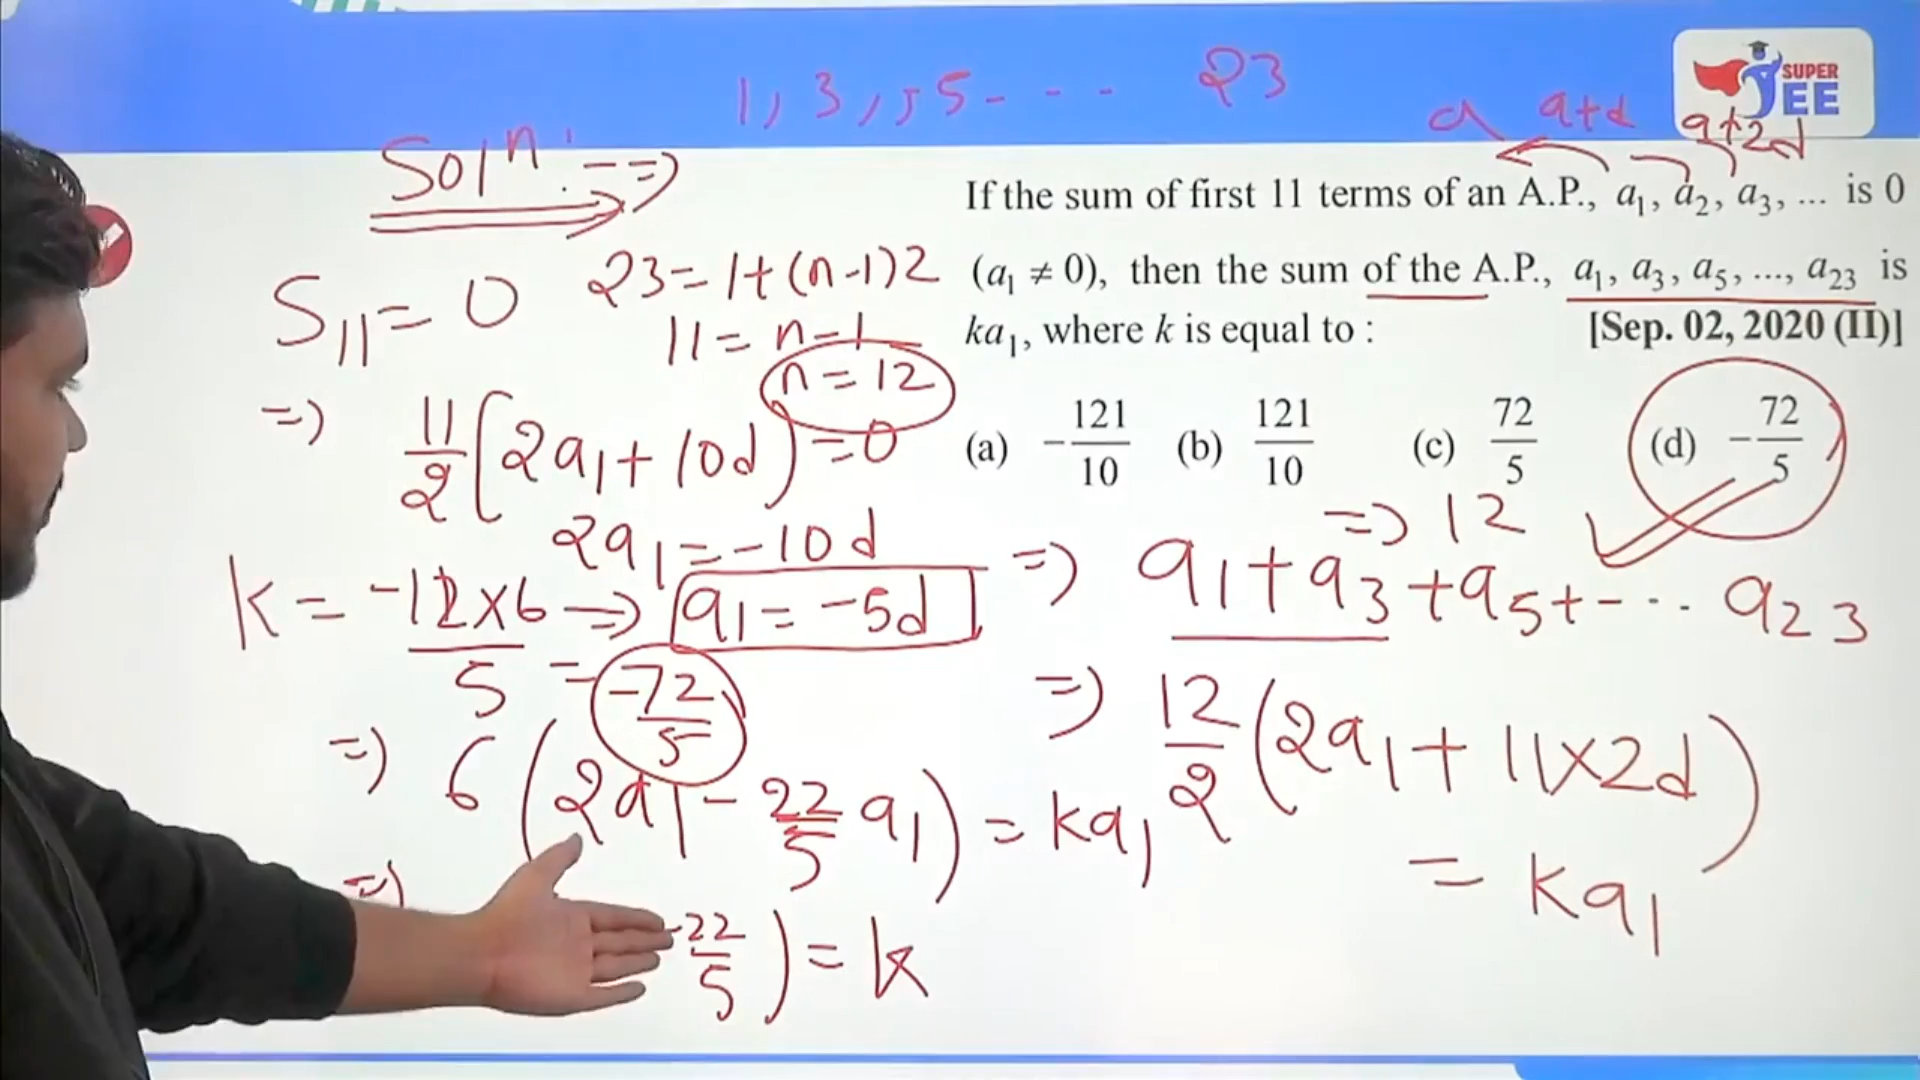 1, 3, 5 - - - 23
SUPER
JEE
a a+d a+2d
Solⁿ: - =>
If the sum of first 11 terms of an A.P., a₁, a₂, a₃, ... is 0
(a₁ ≠ 0), then the sum of the A.P., a₁, a₃, a₅, ..., a₂₃ is
ka₁, where k is equal to : [Sep. 02, 2020 (II)]
(a) -121/10 (b) 121/10 (c) 72/5 (d) -72/5
S₁₁ = 0
23 = 1+(n-1)2
11 = n-1
n = 12
=> 11/2 (2a₁ + 10d) = 0
2a₁ = -10d
=> a₁ = -5d
k = -12×6/5 = -72/5
=> 12
=> a₁ + a₃ + a₅ + - ... a₂₃
=> 12/2 (2a₁ + 11×2d)
= ka₁
=> 6 (2a₁ - 22/5 a₁) = ka₁
=>
-22/5 ) = k